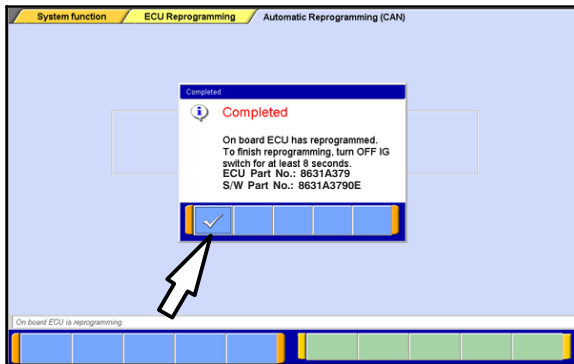 System function ECU Reprogramming Automatic Reprogramming (CAN)
Completed
Completed
On board ECU has reprogrammed.
To finish reprogramming, turn OFF IG
switch for at least 8 seconds.
ECU Part No.: 8631A379
S/W Part No.: 8631A3790E
On board ECU is reprogramming